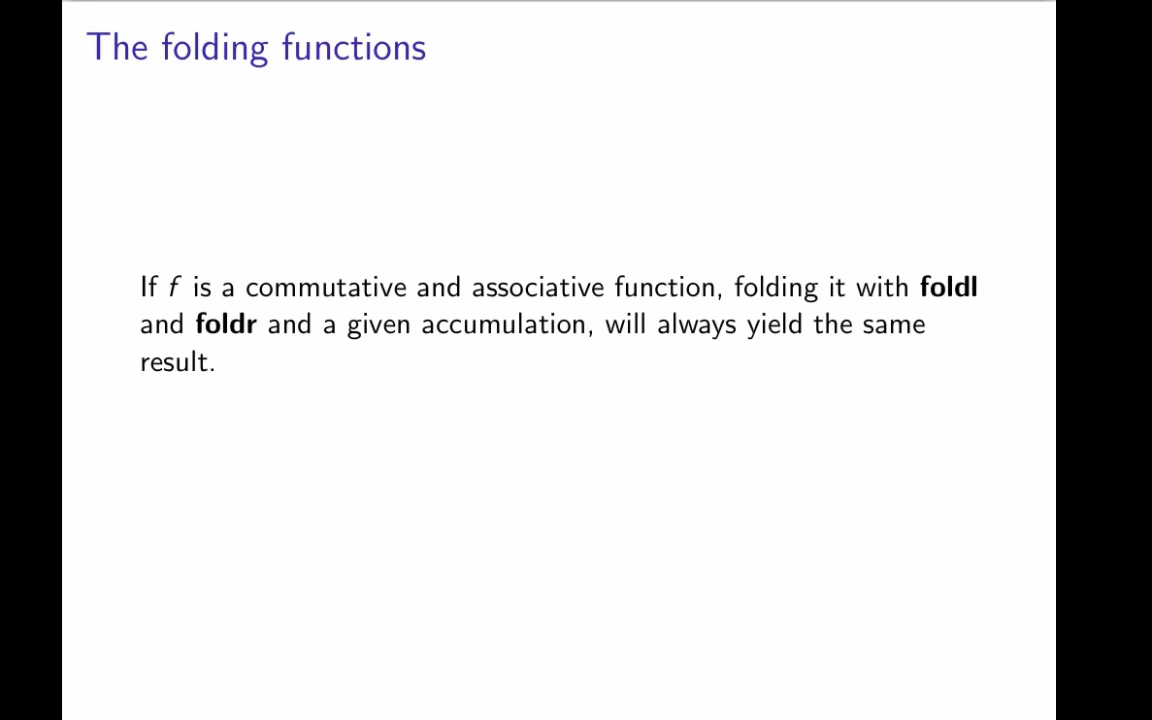 The folding functions
If f is a commutative and associative function, folding it with foldl
and foldr and a given accumulation, will always yield the same
result.